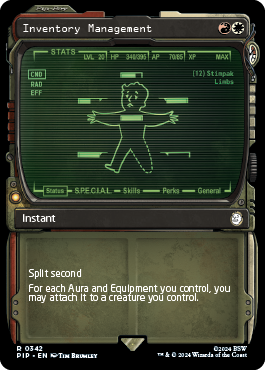 Inventory Management
STATS
LVL 20 HP 340/395 AP 70/85 XP MAX
CND
RAD
EFF
(12) Stimpak
Limbs
Status S.P.E.C.I.A.L. Skills Perks General
Instant
Split second
For each Aura and Equipment you control, you
may attach it to a creature you control.
R 0342
PIP • EN TIM BRUMLEY
©2024 BSW
™ & © 2024 Wizards of the Coast